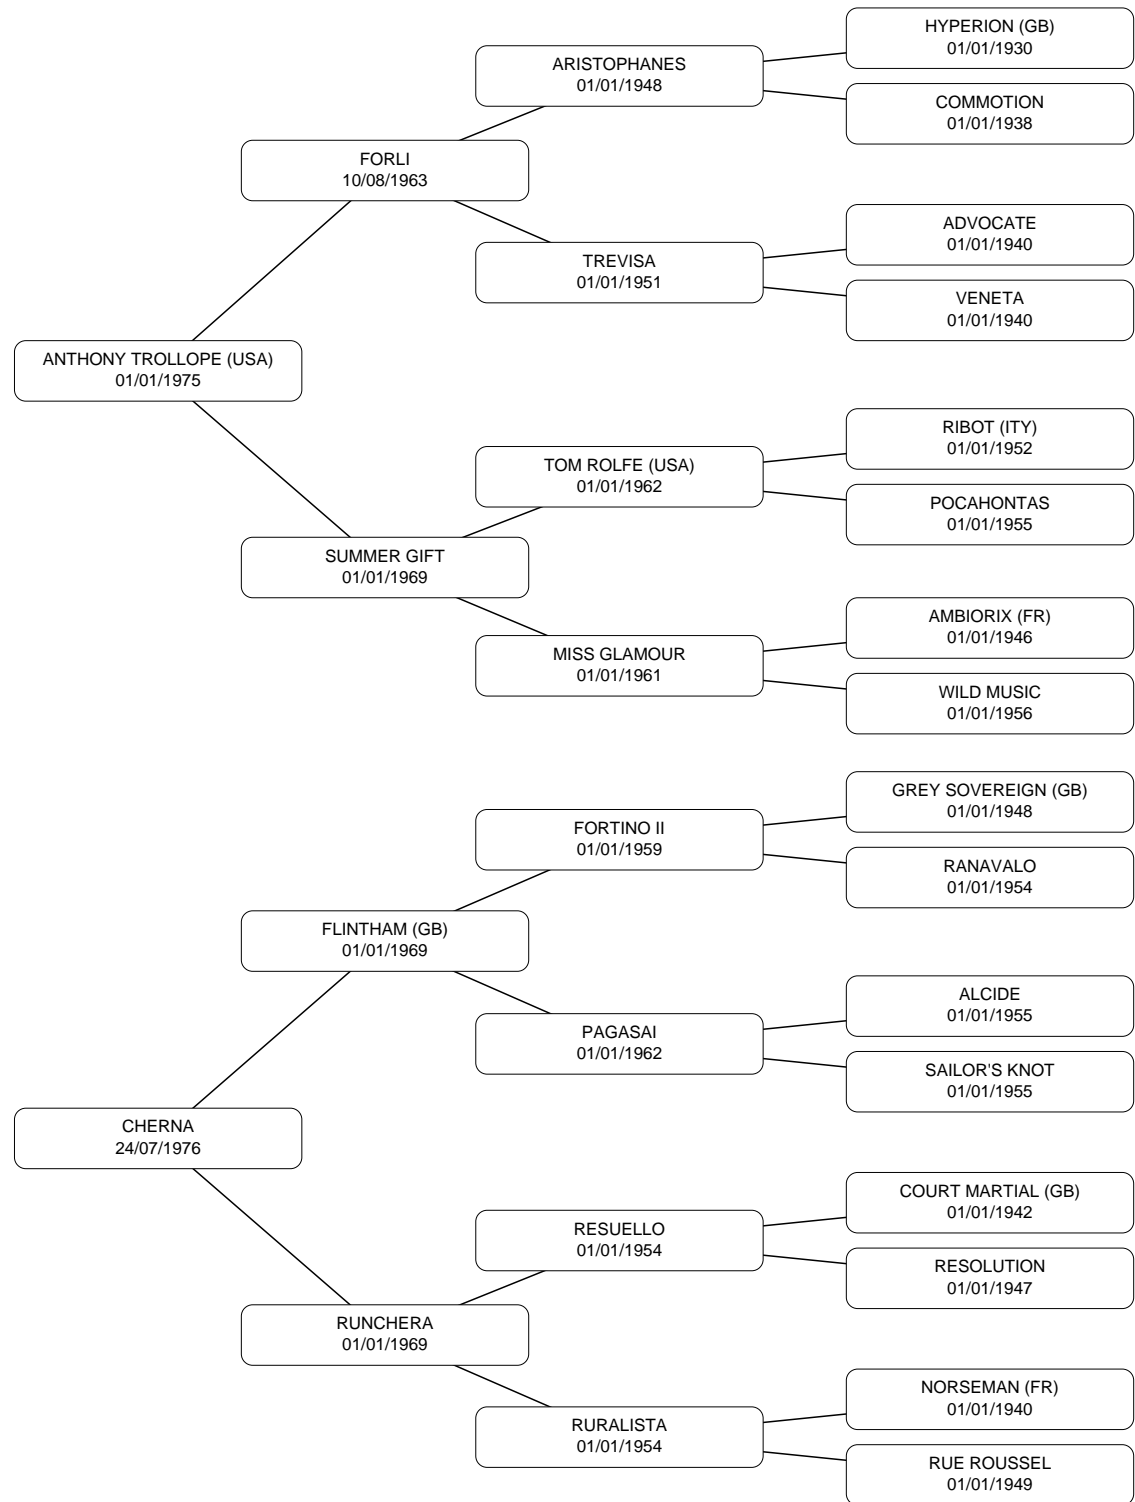 HYPERION (GB)
01/01/1930
ARISTOPHANES
01/01/1948
COMMOTION
01/01/1938
FORLI
10/08/1963
ADVOCATE
01/01/1940
TREVISA
01/01/1951
VENETA
01/01/1940
ANTHONY TROLLOPE (USA)
01/01/1975
RIBOT (ITY)
01/01/1952
TOM ROLFE (USA)
01/01/1962
POCAHONTAS
01/01/1955
SUMMER GIFT
01/01/1969
AMBIORIX (FR)
01/01/1946
MISS GLAMOUR
01/01/1961
WILD MUSIC
01/01/1956
GREY SOVEREIGN (GB)
01/01/1948
FORTINO II
01/01/1959
RANAVALO
01/01/1954
FLINTHAM (GB)
01/01/1969
ALCIDE
01/01/1955
PAGASAI
01/01/1962
SAILOR'S KNOT
01/01/1955
CHERNA
24/07/1976
COURT MARTIAL (GB)
01/01/1942
RESUELLO
01/01/1954
RESOLUTION
01/01/1947
RUNCHERA
01/01/1969
NORSEMAN (FR)
01/01/1940
RURALISTA
01/01/1954
RUE ROUSSEL
01/01/1949